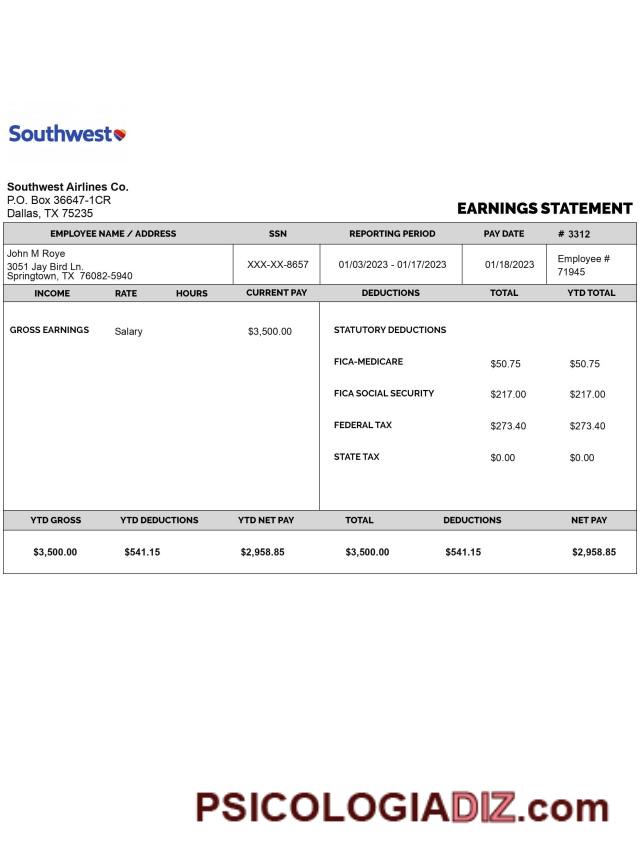 Southwest
Southwest Airlines Co.
P.O. Box 36647-1CR
Dallas, TX 75235
EARNINGS STATEMENT
EMPLOYEE NAME / ADDRESS SSN REPORTING PERIOD PAY DATE # 3312
John M Roye
3051 Jay Bird Ln.
Springtown, TX 76082-5940
XXX-XX-8657 01/03/2023 - 01/17/2023 01/18/2023
Employee #
71945
INCOME RATE HOURS CURRENT PAY DEDUCTIONS TOTAL YTD TOTAL
GROSS EARNINGS Salary $3,500.00 STATUTORY DEDUCTIONS
FICA-MEDICARE $50.75 $50.75
FICA SOCIAL SECURITY $217.00 $217.00
FEDERAL TAX $273.40 $273.40
STATE TAX $0.00 $0.00
YTD GROSS YTD DEDUCTIONS YTD NET PAY TOTAL DEDUCTIONS NET PAY
$3,500.00 $541.15 $2,958.85 $3,500.00 $541.15 $2,958.85
PSICOLOGIADIZ.com